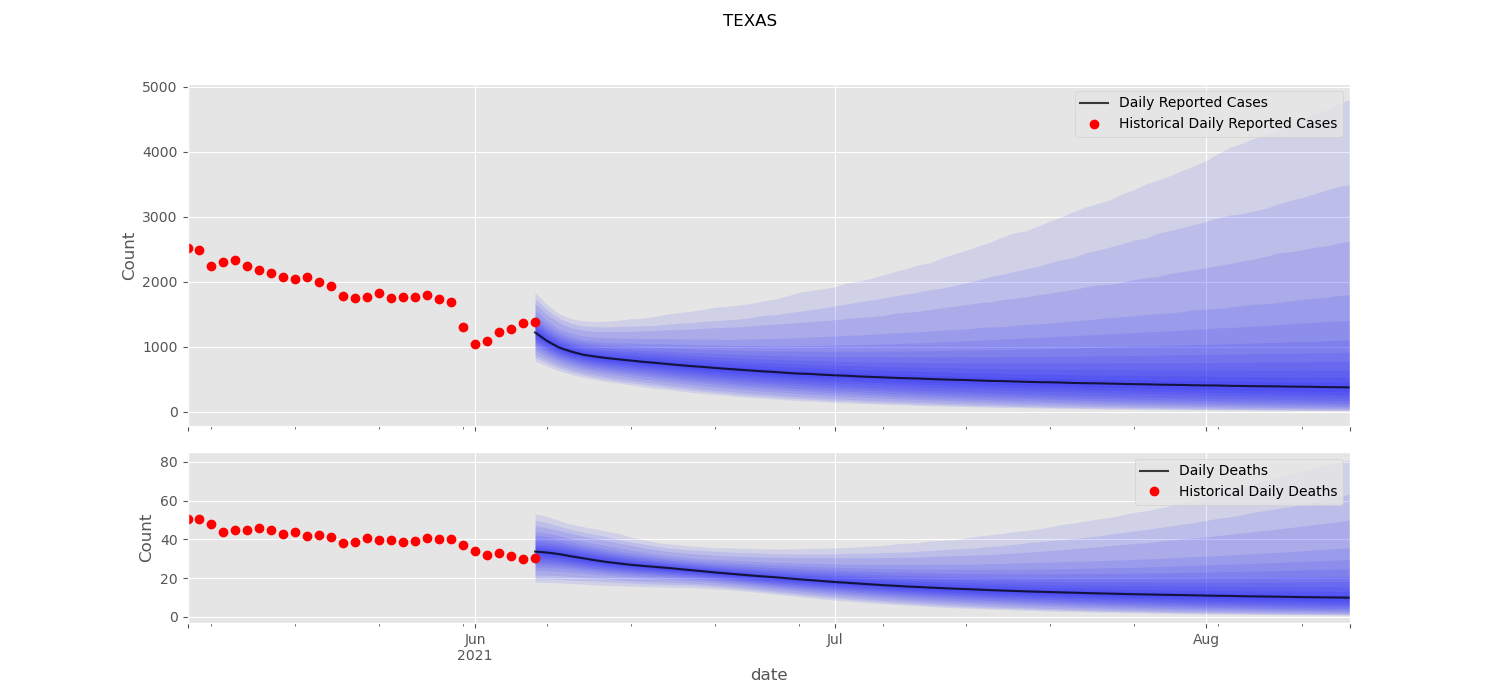 TEXAS
5000
4000
3000
2000
1000
0
Count
Daily Reported Cases
Historical Daily Reported Cases
80
60
40
20
0
Count
Daily Deaths
Historical Daily Deaths
Jun
2021
Jul
Aug
date